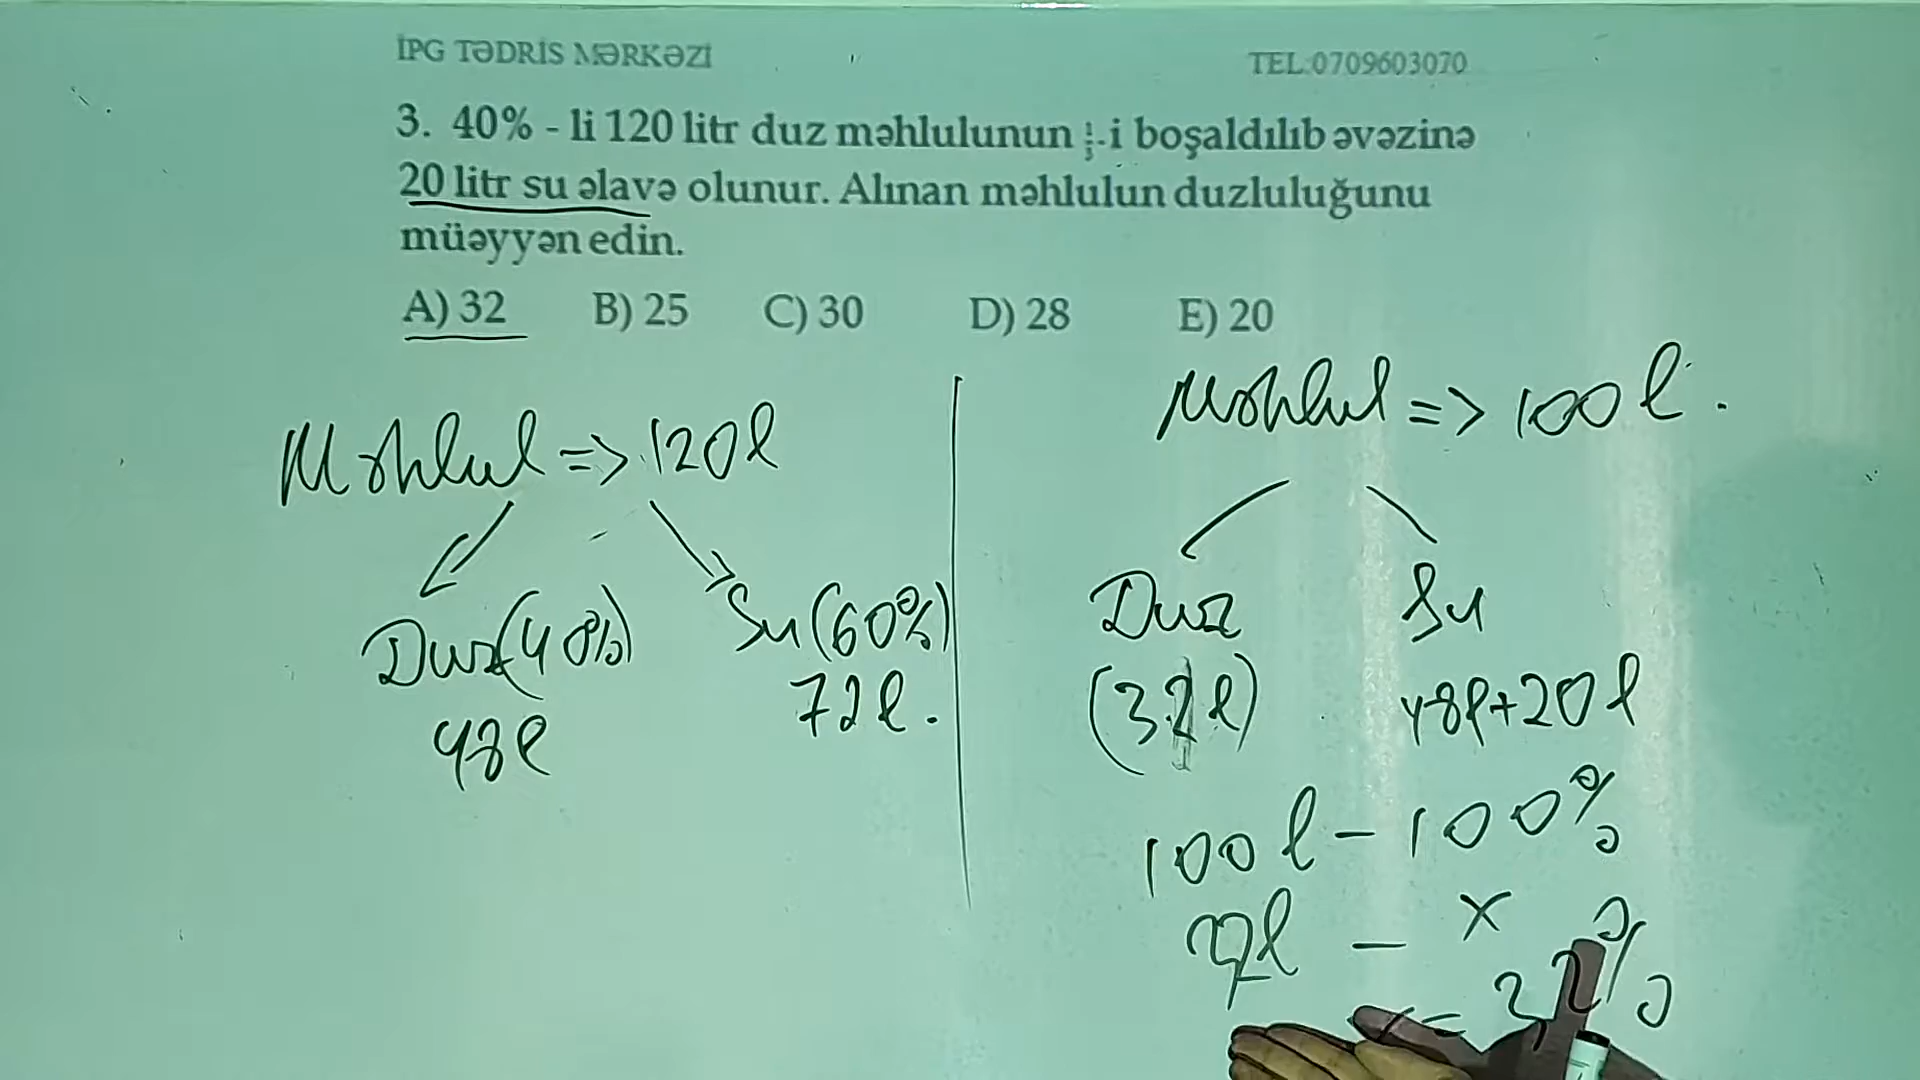 İPG TƏDRİS MƏRKƏZİ
TEL:0709603070
3. 40% - li 120 litr duz məhlulunun 1/3-i boşaldılıb əvəzinə
20 litr su əlavə olunur. Alınan məhlulun duzluluğunu
müəyyən edin.
A) 32 B) 25 C) 30 D) 28 E) 20
Məhlul => 120l
Duz(40%) Su(60%)
48l 72l.
Məhlul => 100l.
Duz Su
(32l) 48l+20l
100l - 100%
32l - x
= 32%